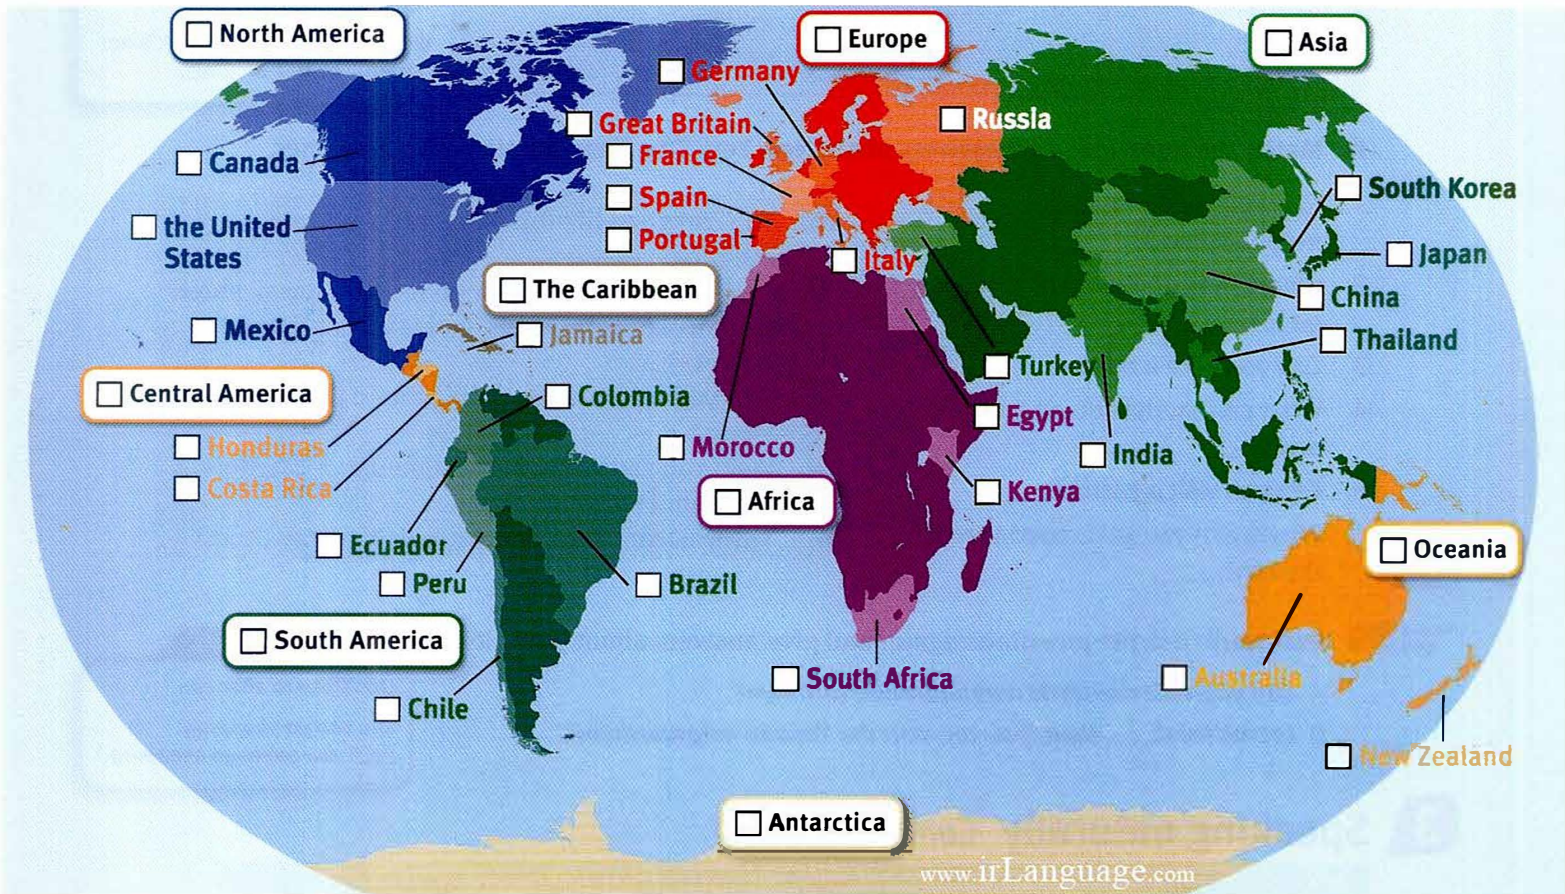 North America
Europe
Asia
Germany
Great Britain
Russia
France
Canada
Spain
South Korea
the United
States
Portugal
Italy
Japan
The Caribbean
China
Mexico
Jamaica
Thailand
Turkey
Central America
Colombia
Egypt
Honduras
Morocco
India
Costa Rica
Africa
Kenya
Ecuador
Oceania
Peru
Brazil
South America
South Africa
Australia
Chile
New Zealand
Antarctica
www.irLanguage.com